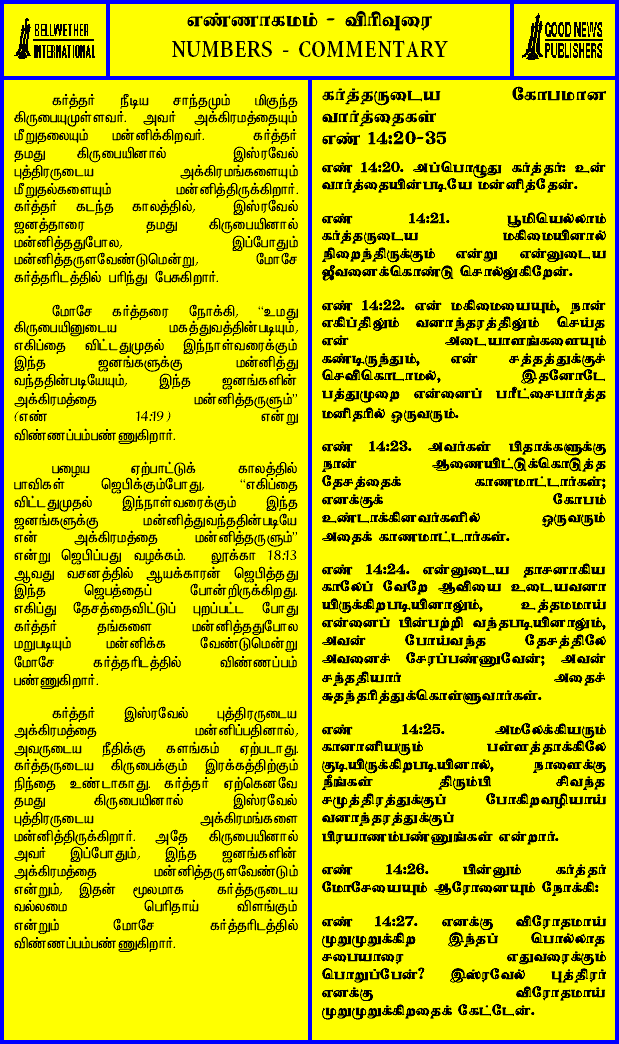 BELLWETHER
INTERNATIONAL
எண்ணாகமம் - விரிவுரை
NUMBERS - COMMENTARY
GOOD NEWS
PUBLISHERS
கர்த்தர் நீடிய சாந்தமும் மிகுந்த
கிருபையுமுள்ளவர். அவர் அக்கிரமத்தையும்
மீறுதலையும் மன்னிக்கிறவர். கர்த்தர்
தமது கிருபையினால் இஸ்ரவேல்
புத்திரருடைய அக்கிரமங்களையும்
மீறுதல்களையும் மன்னித்திருக்கிறார்.
கர்த்தர் கடந்த காலத்தில், இஸ்ரவேல்
ஜனத்தாரை தமது கிருபையினால்
மன்னித்ததுபோல, இப்போதும்
மன்னித்தருளவேண்டுமென்று, மோசே
கர்த்தரிடத்தில் பரிந்து பேசுகிறார்.
மோசே கர்த்தரை நோக்கி, "உமது
கிருபையினுடைய மகத்துவத்தின்படியும்,
எகிப்தை விட்டதுமுதல் இந்நாள்வரைக்கும்
இந்த ஜனங்களுக்கு மன்னித்து
வந்ததின்படியேயும், இந்த ஜனங்களின்
அக்கிரமத்தை மன்னித்தருளும்"
(எண் 14:19) என்று
விண்ணப்பம்பண்ணுகிறார்.
பழைய ஏற்பாட்டுக் காலத்தில்
பாவிகள் ஜெபிக்கும்போது, "எகிப்தை
விட்டதுமுதல் இந்நாள்வரைக்கும் இந்த
ஜனங்களுக்கு மன்னித்துவந்ததின்படியே
என் அக்கிரமத்தை மன்னித்தருளும்"
என்று ஜெபிப்பது வழக்கம். லூக்கா 18:13
ஆவது வசனத்தில் ஆயக்காரன் ஜெபித்தது
இந்த ஜெபத்தைப் போன்றிருக்கிறது.
எகிப்து தேசத்தைவிட்டுப் புறப்பட்ட போது
கர்த்தர் தங்களை மன்னித்ததுபோல
மறுபடியும் மன்னிக்க வேண்டுமென்று
மோசே கர்த்தரிடத்தில் விண்ணப்பம்
பண்ணுகிறார்.
கர்த்தர் இஸ்ரவேல் புத்திரருடைய
அக்கிரமத்தை மன்னிப்பதினால்,
அவருடைய நீதிக்கு களங்கம் ஏற்படாது.
கர்த்தருடைய கிருபைக்கும் இரக்கத்திற்கும்
நிந்தை உண்டாகாது. கர்த்தர் ஏற்கெனவே
தமது கிருபையினால் இஸ்ரவேல்
புத்திரருடைய அக்கிரமங்களை
மன்னித்திருக்கிறார். அதே கிருபையினால்
அவர் இப்போதும், இந்த ஜனங்களின்
அக்கிரமத்தை மன்னித்தருளவேண்டும்
என்றும், இதன் மூலமாக கர்த்தருடைய
வல்லமை பெரிதாய் விளங்கும்
என்றும் மோசே கர்த்தரிடத்தில்
விண்ணப்பம்பண்ணுகிறார்.
கர்த்தருடைய கோபமான
வார்த்தைகள்
எண் 14:20-35
எண் 14:20. அப்பொழுது கர்த்தர்: உன்
வார்த்தையின்படியே மன்னித்தேன்.
எண் 14:21. பூமியெல்லாம்
கர்த்தருடைய மகிமையினால்
நிறைந்திருக்கும் என்று என்னுடைய
ஜீவனைக்கொண்டு சொல்லுகிறேன்.
எண் 14:22. என் மகிமையையும், நான்
எகிப்திலும் வனாந்தரத்திலும் செய்த
என் அடையாளங்களையும்
கண்டிருந்தும், என் சத்தத்துக்குச்
செவிகொடாமல், இதனோடே
பத்துமுறை என்னைப் பரீட்சைபார்த்த
மனிதரில் ஒருவரும்.
எண் 14:23. அவர்கள் பிதாக்களுக்கு
நான் ஆணையிட்டுக்கொடுத்த
தேசத்தைக் காணமாட்டார்கள்;
எனக்குக் கோபம்
உண்டாக்கினவர்களில் ஒருவரும்
அதைக் காணமாட்டார்கள்.
எண் 14:24. என்னுடைய தாசனாகிய
காலேப் வேறே ஆவியை உடையவனா
யிருக்கிறபடியினாலும், உத்தமமாய்
என்னைப் பின்பற்றி வந்தபடியினாலும்,
அவன் போய்வந்த தேசத்திலே
அவனைச் சேரப்பண்ணுவேன்; அவன்
சந்ததியார் அதைச்
சுதந்தரித்துக்கொள்ளுவார்கள்.
எண் 14:25. அமலேக்கியரும்
கானானியரும் பள்ளத்தாக்கிலே
குடியிருக்கிறபடியினால், நாளைக்கு
நீங்கள் திரும்பி சிவந்த
சமுத்திரத்துக்குப் போகிறவழியாய்
வனாந்தரத்துக்குப்
பிரயாணம்பண்ணுங்கள் என்றார்.
எண் 14:26. பின்னும் கர்த்தர்
மோசேயையும் ஆரோனையும் நோக்கி:
எண் 14:27. எனக்கு விரோதமாய்
முறுமுறுக்கிற இந்தப் பொல்லாத
சபையாரை எதுவரைக்கும்
பொறுப்பேன்? இஸ்ரவேல் புத்திரர்
எனக்கு விரோதமாய்
முறுமுறுக்கிறதைக் கேட்டேன்.